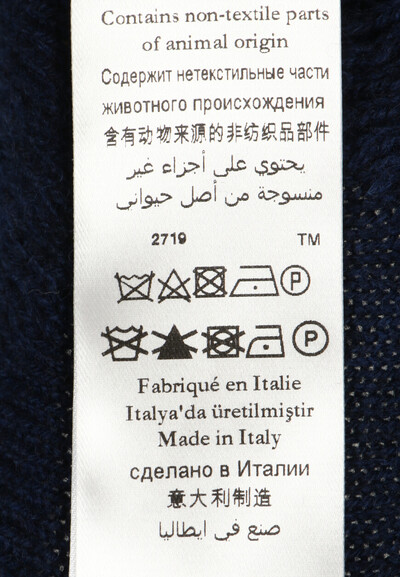 Contains non-textile parts
of animal origin
Содержит нетекстильные части
животного происхождения
含有动物来源的非纺织品部件
يحتوي على أجزاء غير
منسوجة من أصل حيواني
2719 TM
P
P
Fabriqué en Italie
Italya'da üretilmiştir
Made in Italy
сделано в Италии
意大利制造
صنع في ايطاليا